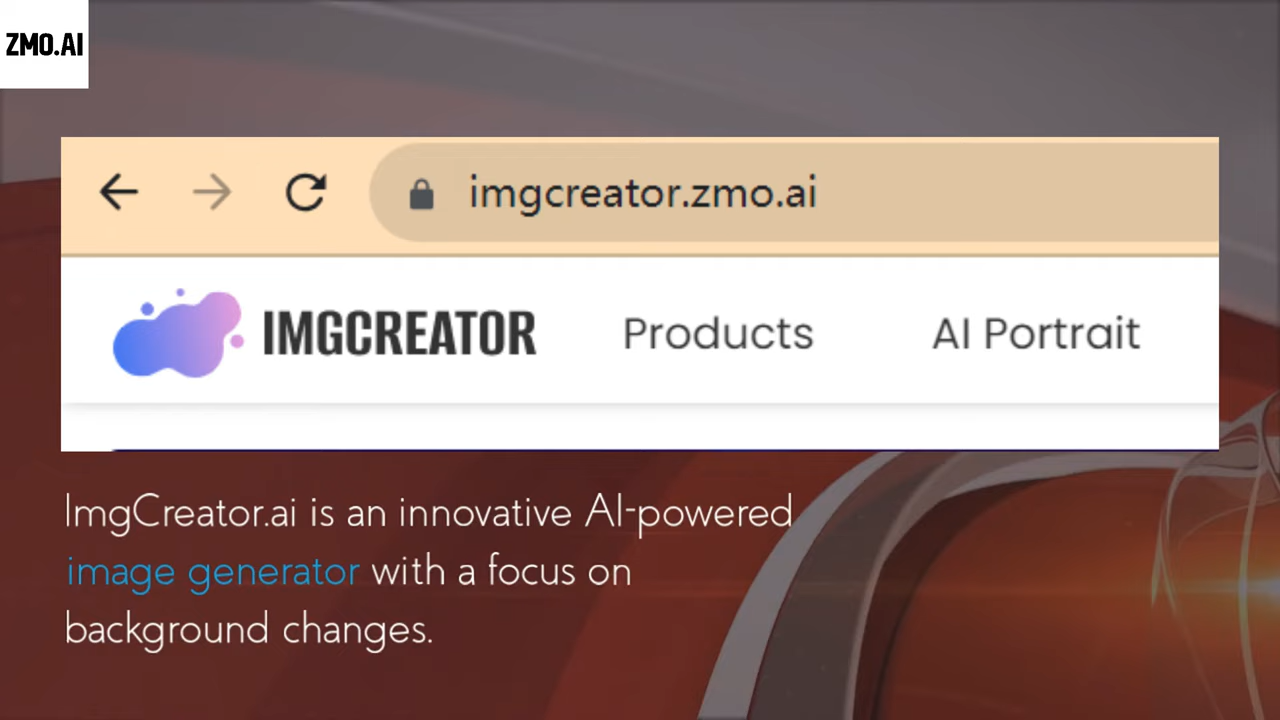 ZMO.AI
imgcreator.zmo.ai
IMGCREATOR Products AI Portrait
ImgCreator.ai is an innovative AI-powered
image generator with a focus on
background changes.